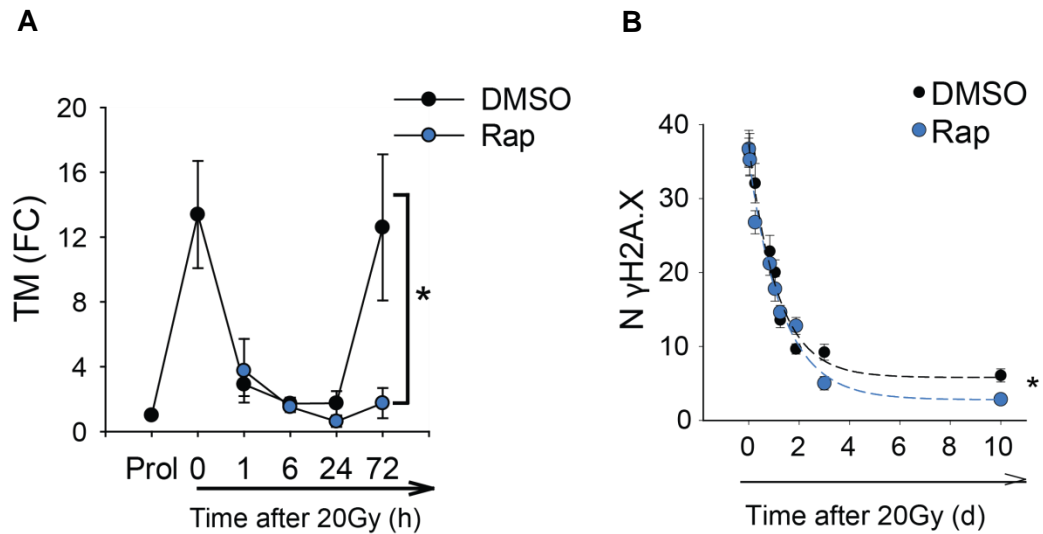 A
DMSO
Rap
20
16
12
8
4
0
TM (FC)
*
Prol 0 1 6 24 72
Time after 20Gy (h)
B
DMSO
Rap
40
30
20
10
0
N γH2A.X
*
0 2 4 6 8 10
Time after 20Gy (d)